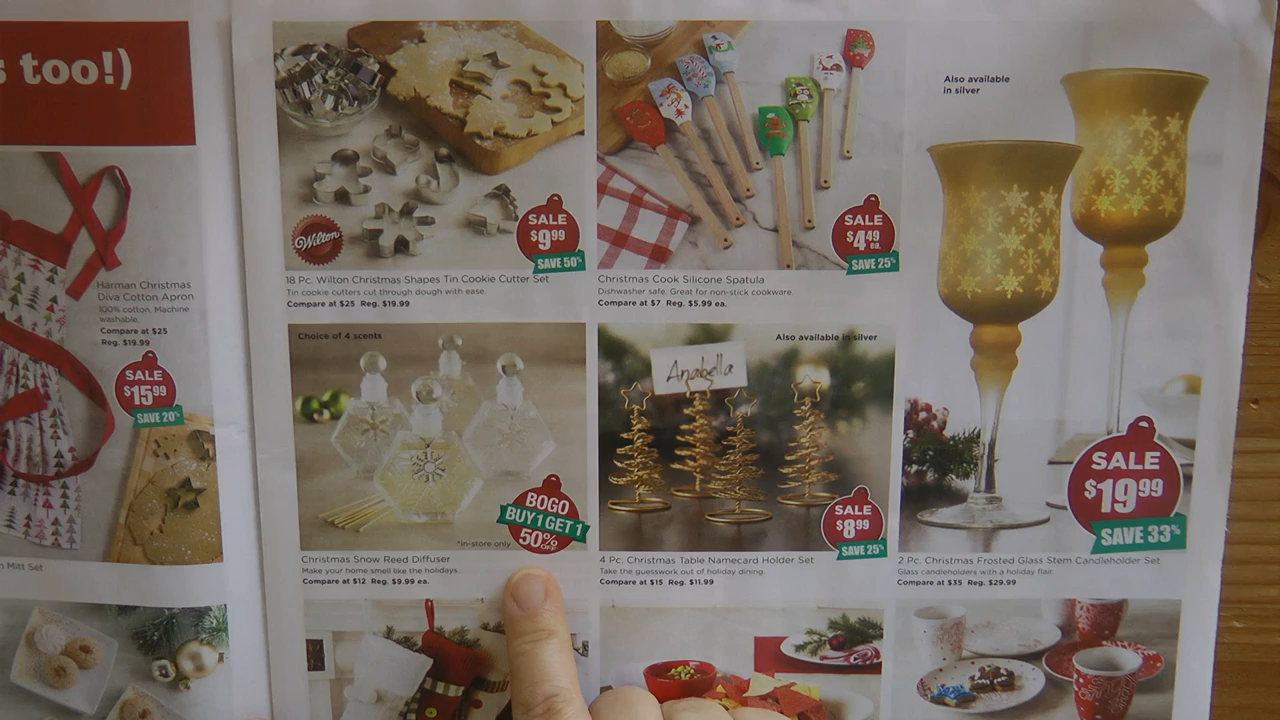 s too!)
Harman Christmas
Diva Cotton Apron
100% cotton. Machine
washable.
Compare at $25
Reg. $19.99
SALE
$15.99
SAVE 20%
n Mitt Set
Wilton
SALE
$9.99
SAVE 50%
18 Pc. Wilton Christmas Shapes Tin Cookie Cutter Set
Tin cookie cutters cut through dough with ease.
Compare at $25 Reg. $19.99
SALE
$4.49
ea.
SAVE 25%
Christmas Cook Silicone Spatula
Dishwasher safe. Great for non-stick cookware.
Compare at $7 Reg. $5.99 ea.
Also available
in silver
SALE
$19.99
SAVE 33%
2 Pc. Christmas Frosted Glass Stem Candleholder Set
Glass candleholders with a holiday flair.
Compare at $35 Reg. $29.99
Choice of 4 scents
BOGO
BUY 1 GET 1
50% OFF
*In-store only
Christmas Snow Reed Diffuser
Make your home smell like the holidays.
Compare at $12 Reg. $9.99 ea.
Also available in silver
Anabella
SALE
$8.99
SAVE 25%
4 Pc. Christmas Table Namecard Holder Set
Take the guesswork out of holiday dining.
Compare at $15 Reg. $11.99